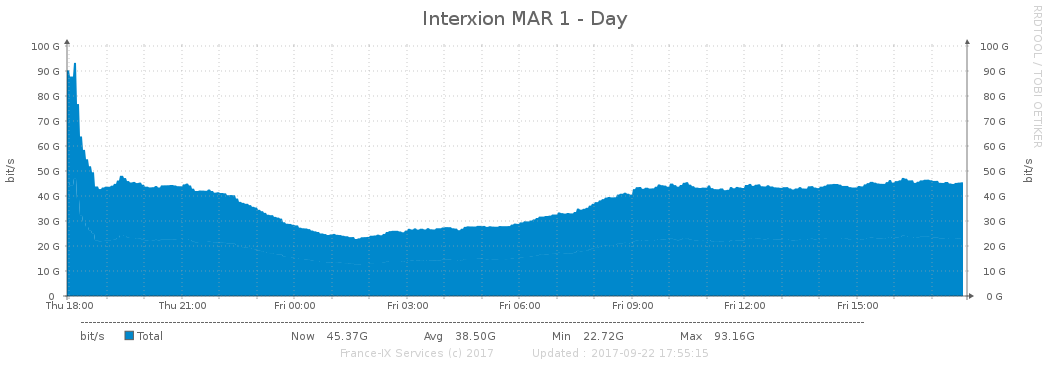 Interxion MAR 1 - Day
RRDTOOL / TOBI OETIKER
bit/s
bit/s
100 G 100 G
90 G 90 G
80 G 80 G
70 G 70 G
60 G 60 G
50 G 50 G
40 G 40 G
30 G 30 G
20 G 20 G
10 G 10 G
0 0 G
Thu 18:00 Thu 21:00 Fri 00:00 Fri 03:00 Fri 06:00 Fri 09:00 Fri 12:00 Fri 15:00
bit/s Total Now 45.37G Avg 38.50G Min 22.72G Max 93.16G
France-IX Services (c) 2017 Updated : 2017-09-22 17:55:15